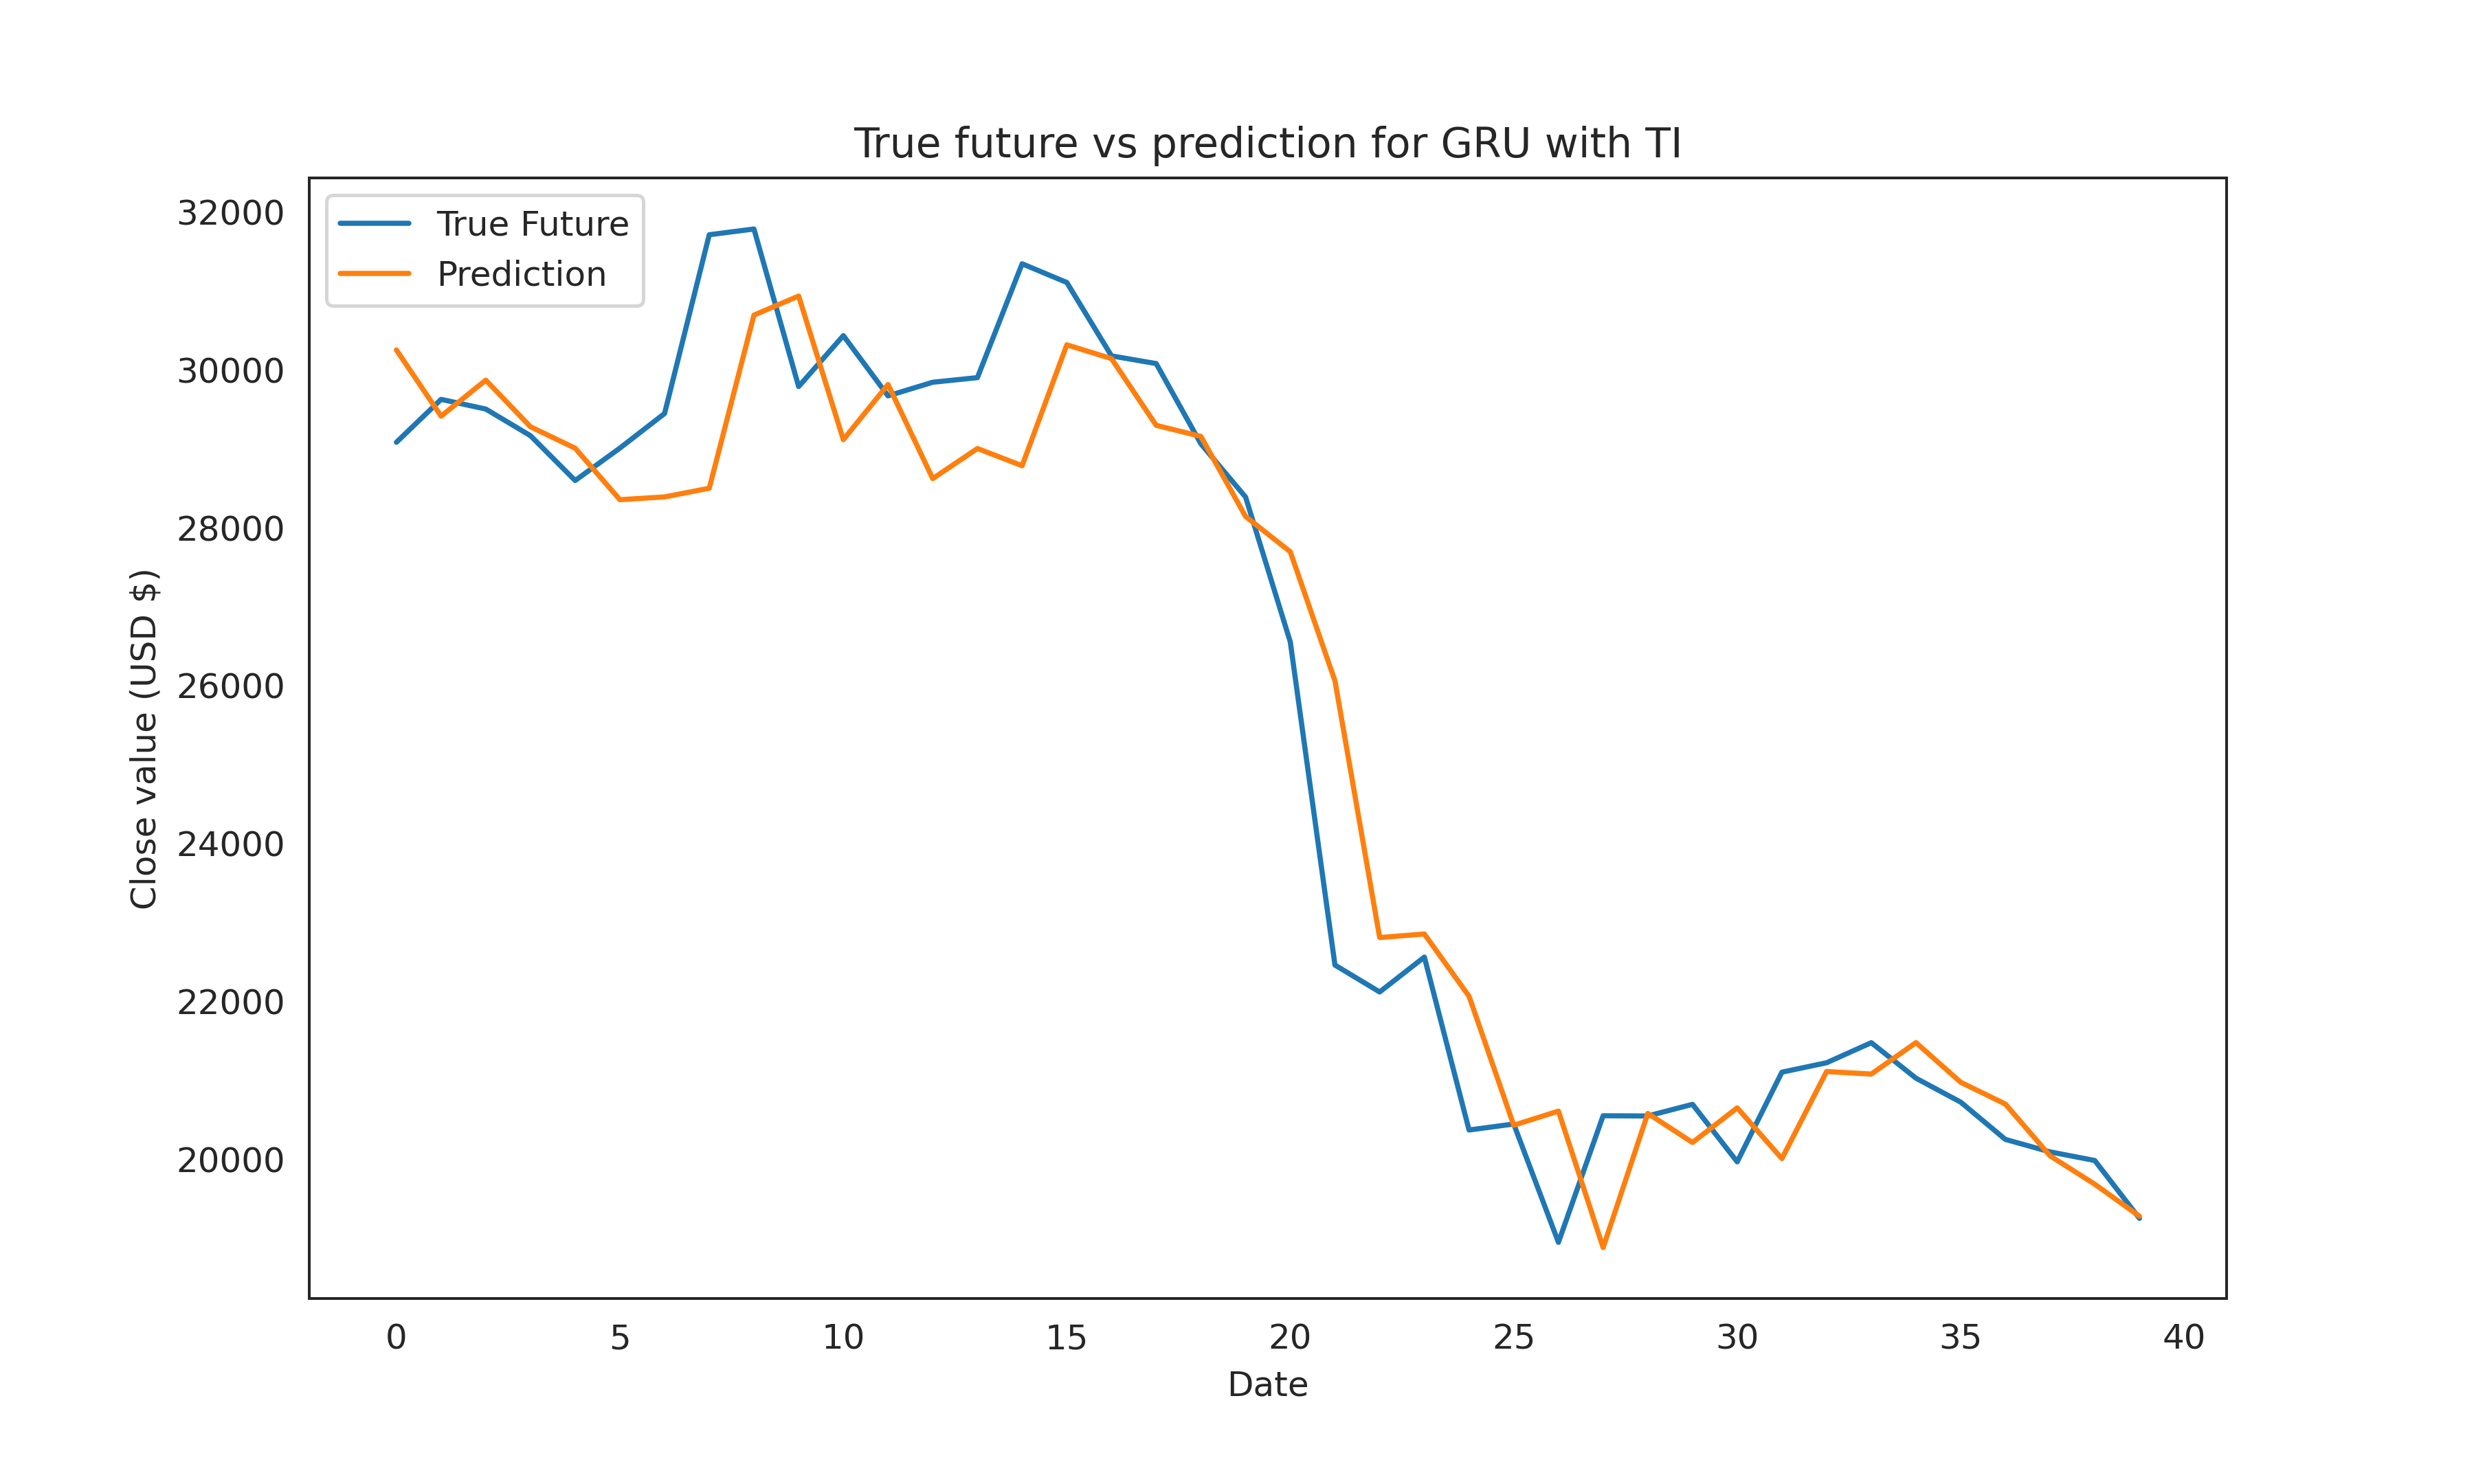 True future vs prediction for GRU with TI
True Future
Prediction
32000
30000
28000
26000
24000
22000
20000
Close value (USD $)
0 5 10 15 20 25 30 35 40
Date